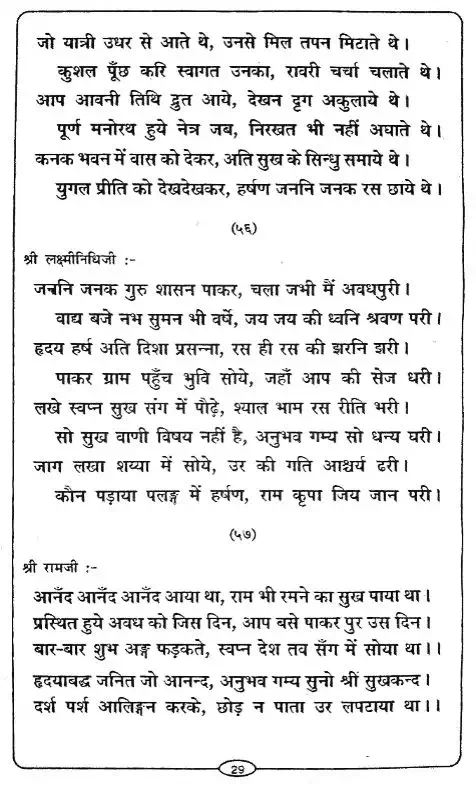 जो यात्री उधर से आते थे, उनसे मिल तपन मिटाते थे।
कुशल पूँछ करि स्वागत उनका, रावरी चर्चा चलाते थे।
आप आवनी तिथि द्रुत आये, देखन दृग अकुलाये थे।
पूर्ण मनोरथ हुये नेत्र जब, निरखत भी नहीं अघाते थे।
कनक भवन में वास को देकर, अति सुख के सिन्धु समाये थे।
युगल प्रीति को देखदेखकर, हर्षण जननि जनक रस छाये थे।
(५६)
श्री लक्ष्मीनिधिजी :-
जननि जनक गुरु शासन पाकर, चला जभी मैं अवधपुरी।
वाद्य बजे नभ सुमन भी वर्षे, जय जय की ध्वनि श्रवण परी।
हृदय हर्ष अति दिशा प्रसन्ना, रस ही रस की झरनि झरी।
पाकर ग्राम पहुँच भुवि सोये, जहाँ आप की सेज धरी।
लखे स्वप्न सुख संग में पौढ़े, श्याल भाम रस रीति भरी।
सो सुख वाणी विषय नहीं है, अनुभव गम्य सो धन्य घरी।
जाग लखा शय्या में सोये, उर की गति आश्चर्य ढरी।
कौन पड़ाया पलङ्ग में हर्षण, राम कृपा जिय जान परी।
(५७)
श्री रामजी :-
आनँद आनँद आनँद आया था, राम भी रमने का सुख पाया था।
प्रस्थित हुये अवध को जिस दिन, आप बसे पाकर पुर उस दिन।
बार-बार शुभ अङ्ग फड़कते, स्वप्न देश तव सँग में सोया था।।
हृदयाबद्ध जनित जो आनन्द, अनुभव गम्य सुनो श्रीं सुखकन्द।
दर्श पर्श आलिङ्गन करके, छोड़ न पाता उर लपटाया था।।
29